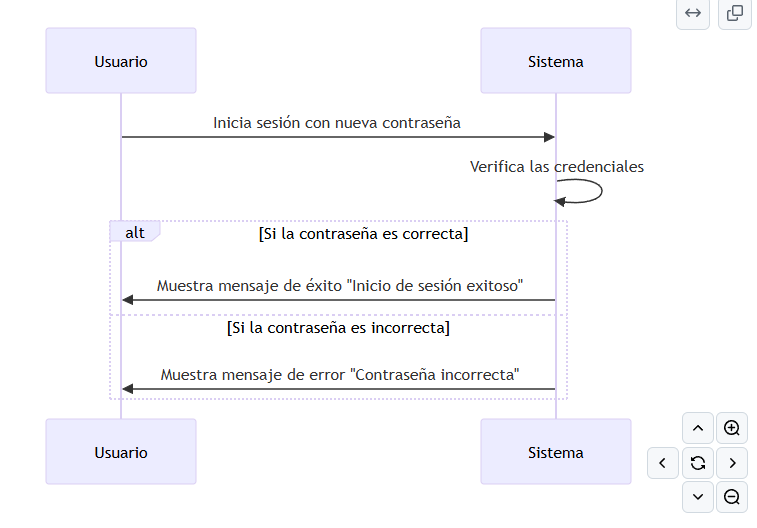 Usuario
Sistema
Inicia sesión con nueva contraseña
Verifica las credenciales
alt
[Si la contraseña es correcta]
Muestra mensaje de éxito "Inicio de sesión exitoso"
[Si la contraseña es incorrecta]
Muestra mensaje de error "Contraseña incorrecta"
Usuario
Sistema